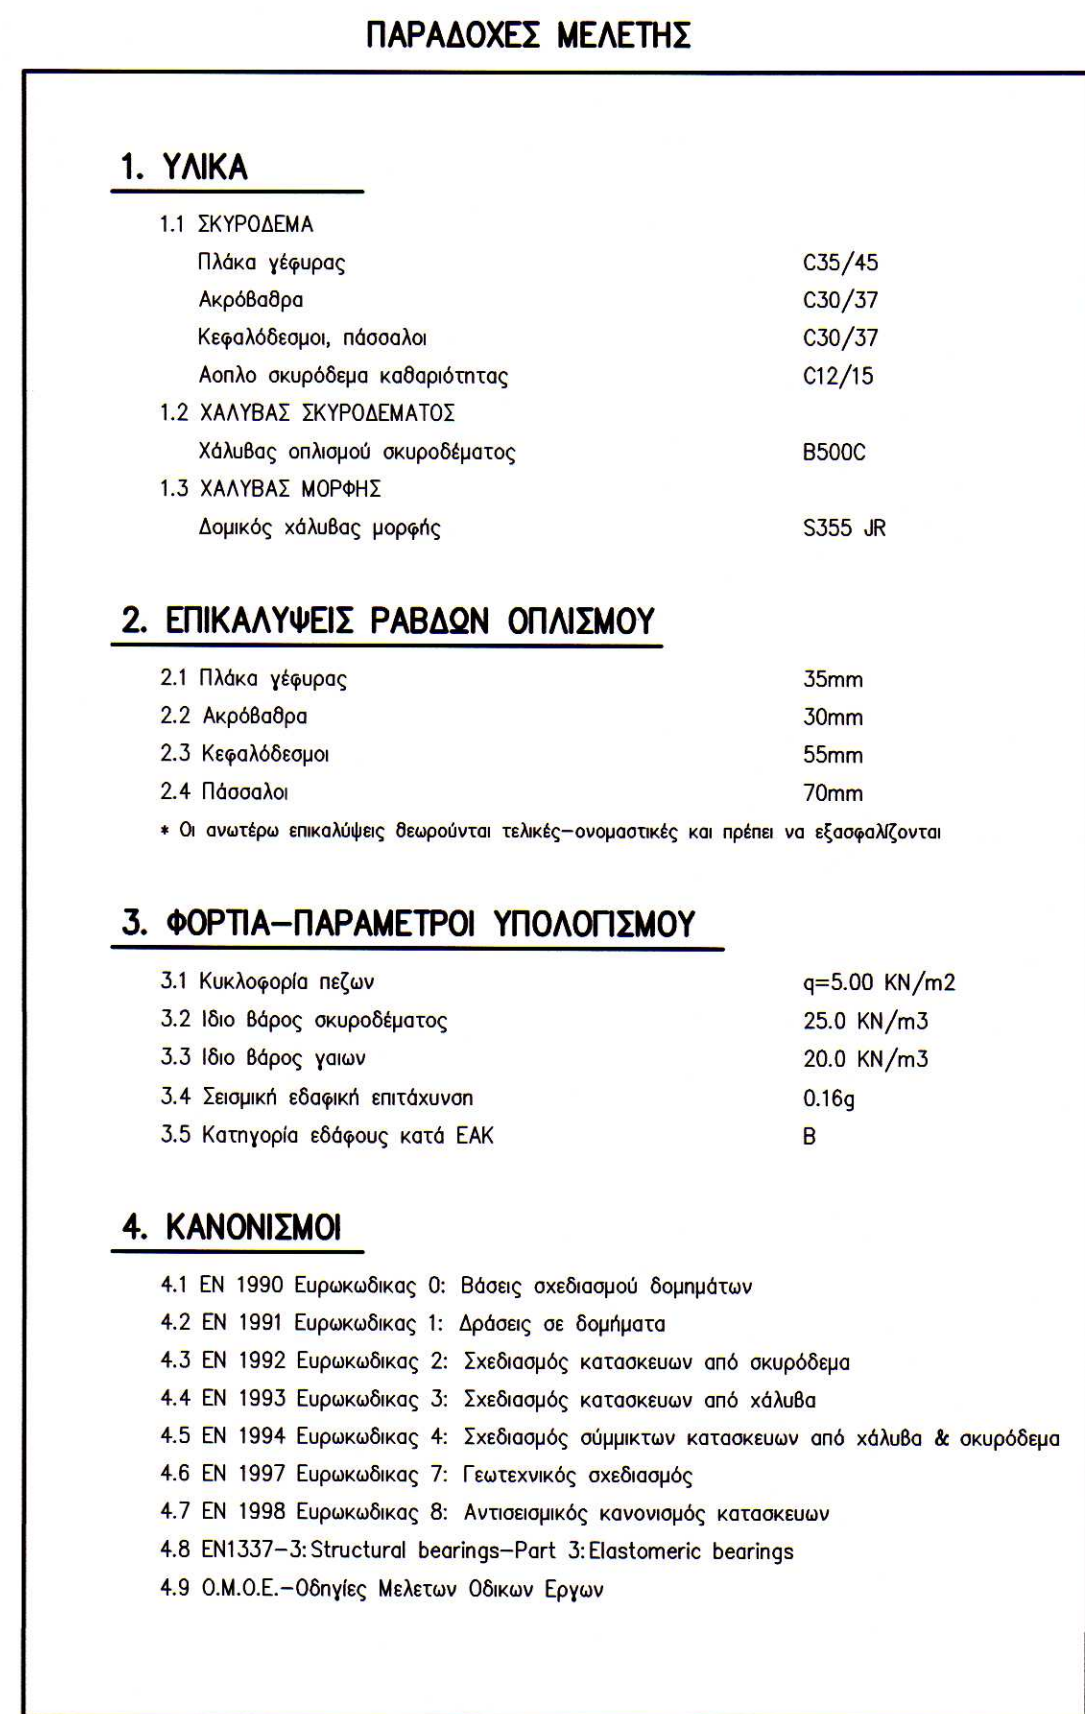 ΠΑΡΑΔΟΧΕΣ ΜΕΛΕΤΗΣ
1. ΥΛΙΚΑ
1.1 ΣΚΥΡΟΔΕΜΑ
Πλάκα γέφυρας C35/45
Ακρόβαθρα C30/37
Κεφαλόδεσμοι, πάσσαλοι C30/37
Αοπλο σκυρόδεμα καθαριότητας C12/15
1.2 ΧΑΛΥΒΑΣ ΣΚΥΡΟΔΕΜΑΤΟΣ
Χάλυβας οπλισμού σκυροδέματος B500C
1.3 ΧΑΛΥΒΑΣ ΜΟΡΦΗΣ
Δομικός χάλυβας μορφής S355 JR
2. ΕΠΙΚΑΛΥΨΕΙΣ ΡΑΒΔΩΝ ΟΠΛΙΣΜΟΥ
2.1 Πλάκα γέφυρας 35mm
2.2 Ακρόβαθρα 30mm
2.3 Κεφαλόδεσμοι 55mm
2.4 Πάσσαλοι 70mm
* Οι ανωτέρω επικαλύψεις θεωρούνται τελικές-ονομαστικές και πρέπει να εξασφαλίζονται
3. ΦΟΡΤΙΑ-ΠΑΡΑΜΕΤΡΟΙ ΥΠΟΛΟΓΙΣΜΟΥ
3.1 Κυκλοφορία πεζων q=5.00 KN/m2
3.2 Ιδιο βάρος σκυροδέματος 25.0 KN/m3
3.3 Ιδιο βάρος γαιων 20.0 KN/m3
3.4 Σεισμική εδαφική επιτάχυνση 0.16g
3.5 Κατηγορία εδάφους κατά ΕΑΚ B
4. ΚΑΝΟΝΙΣΜΟΙ
4.1 EN 1990 Ευρωκωδικας 0: Βάσεις σχεδιασμού δομημάτων
4.2 EN 1991 Ευρωκωδικας 1: Δράσεις σε δομήματα
4.3 EN 1992 Ευρωκωδικας 2: Σχεδιασμός κατασκευων από σκυρόδεμα
4.4 EN 1993 Ευρωκωδικας 3: Σχεδιασμός κατασκευων από χάλυβα
4.5 EN 1994 Ευρωκωδικας 4: Σχεδιασμός σύμμικτων κατασκευων από χάλυβα & σκυρόδεμα
4.6 EN 1997 Ευρωκωδικας 7: Γεωτεχνικός σχεδιασμός
4.7 EN 1998 Ευρωκωδικας 8: Αντισεισμικός κανονισμός κατασκευων
4.8 EN1337-3:Structural bearings-Part 3:Elastomeric bearings
4.9 Ο.Μ.Ο.Ε.-Οδηγίες Μελετων Οδικων Εργων